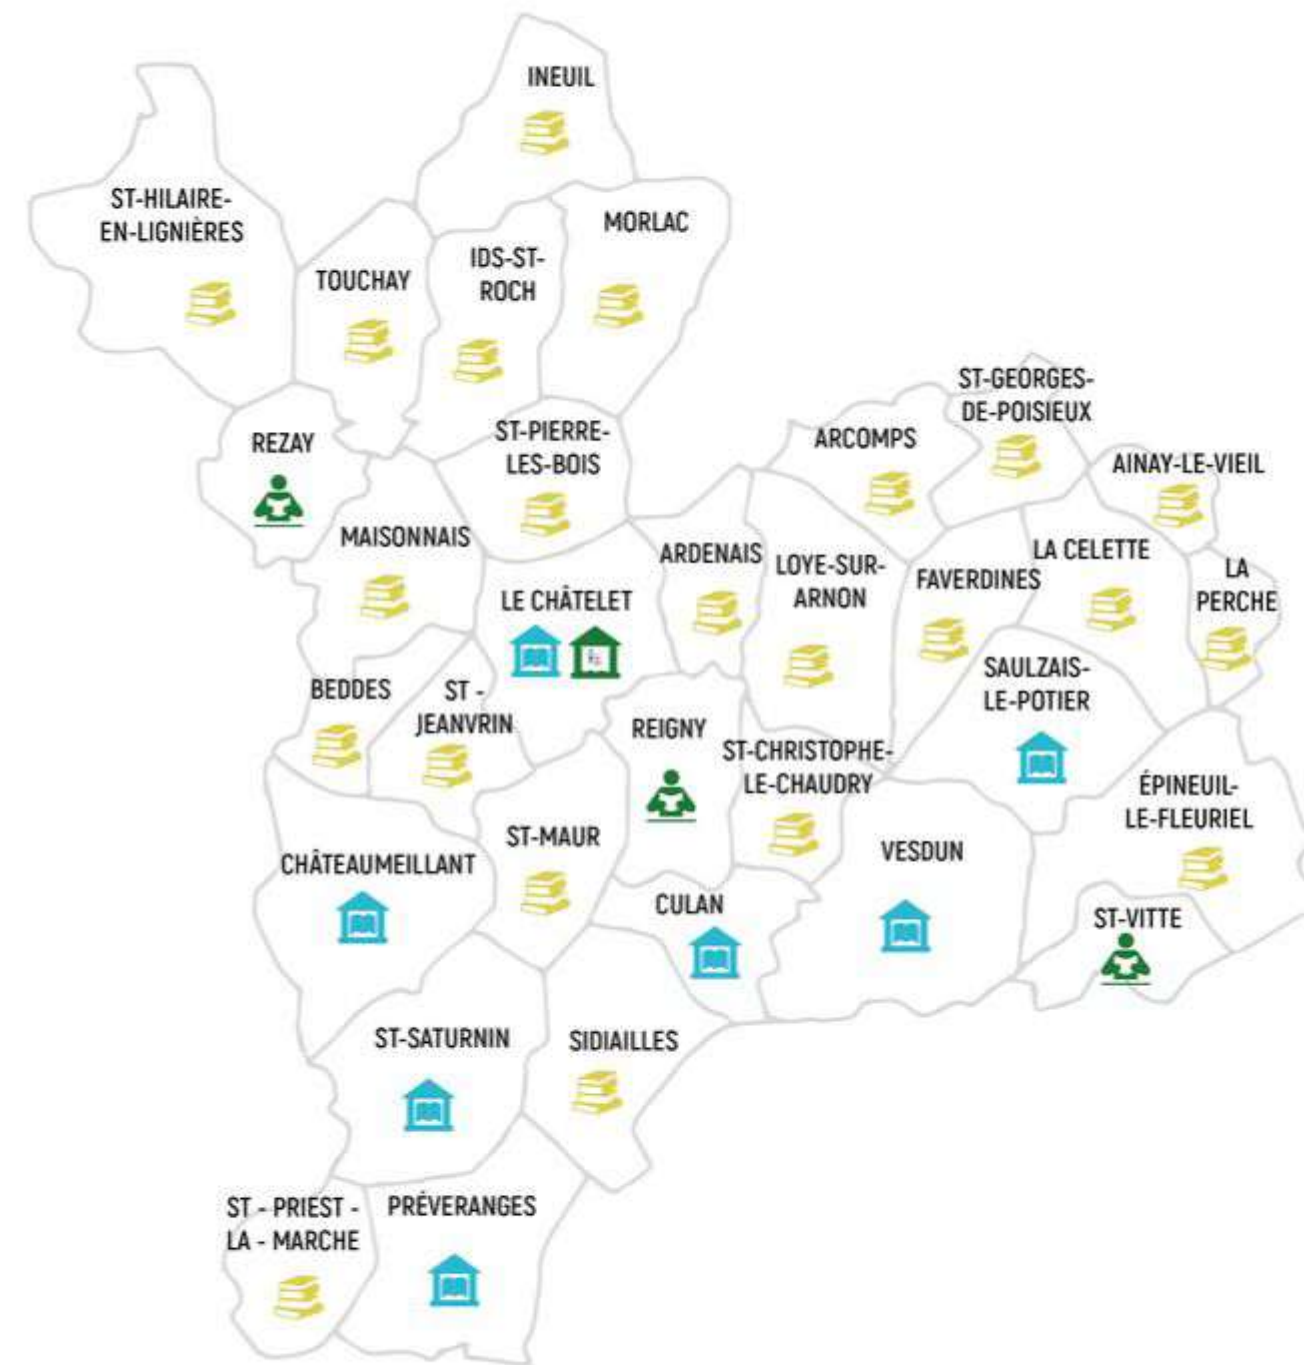 INEUIL
ST-HILAIRE-
EN-LIGNIÈRES
MORLAC
TOUCHAY
IDS-ST-
ROCH
ST-GEORGES-
DE-POISIEUX
REZAY
ST-PIERRE-
LES-BOIS
ARCOMPS
AINAY-LE-VIEIL
MAISONNAIS
ARDENAIS
LOYE-SUR-
ARNON
FAVERDINES
LA CELETTE
LA
PERCHE
LE CHÂTELET
BEDDES
ST -
JEANVRIN
REIGNY
ST-CHRISTOPHE-
LE-CHAUDRY
SAULZAIS-
LE-POTIER
ÉPINEUIL-
LE-FLEURIEL
CHÂTEAUMEILLANT
ST-MAUR
VESDUN
CULAN
ST-VITTE
ST-SATURNIN
SIDIAILLES
ST - PRIEST -
LA - MARCHE
PRÉVERANGES